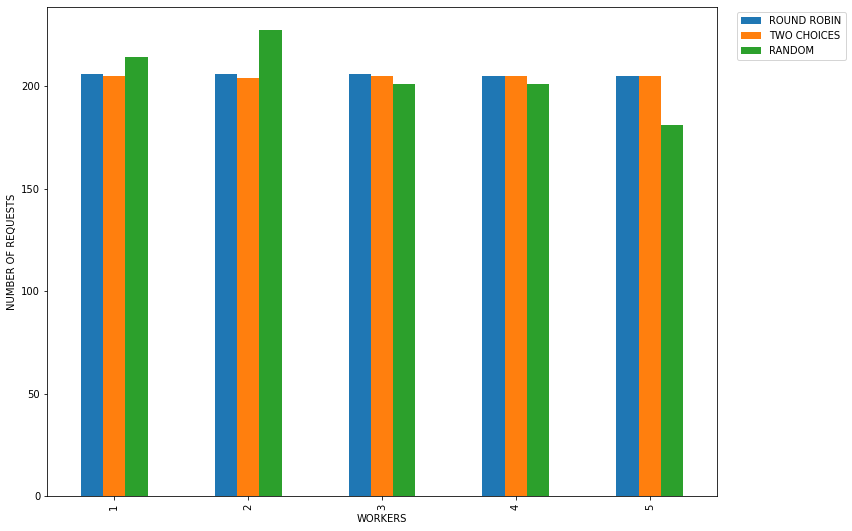 ROUND ROBIN
TWO CHOICES
RANDOM
200
150
100
50
0
NUMBER OF REQUESTS
1
2
3
4
5
WORKERS